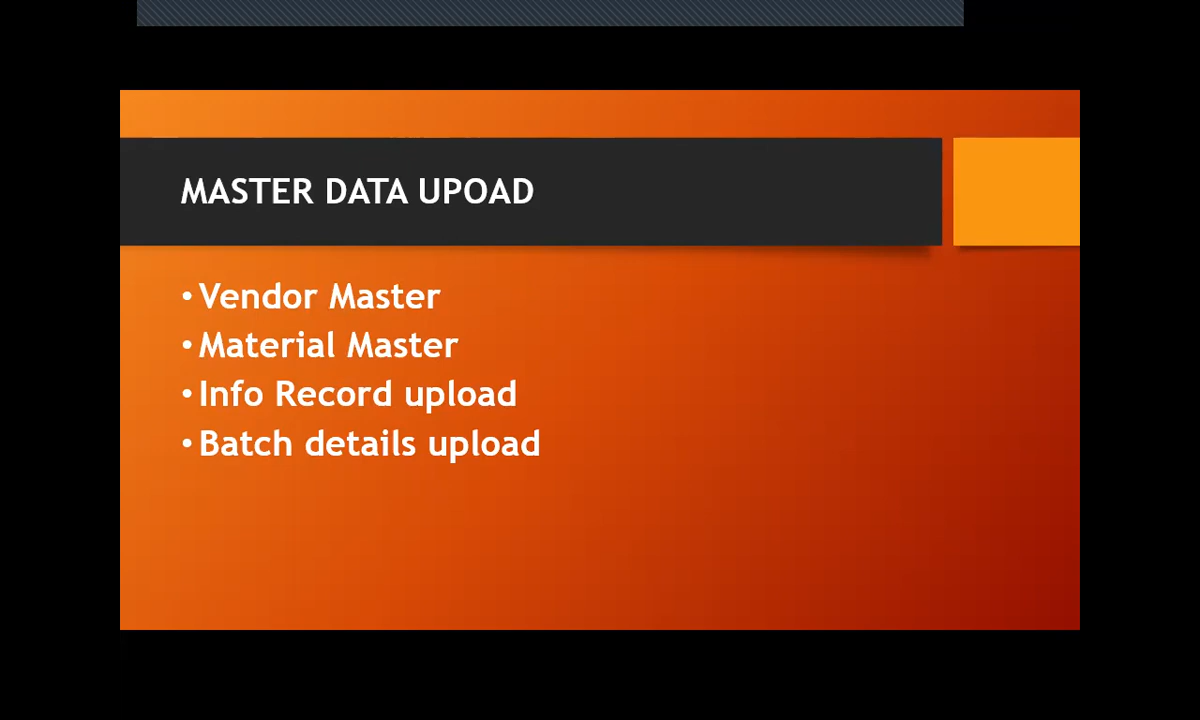 MASTER DATA UPOAD
• Vendor Master
• Material Master
• Info Record upload
• Batch details upload